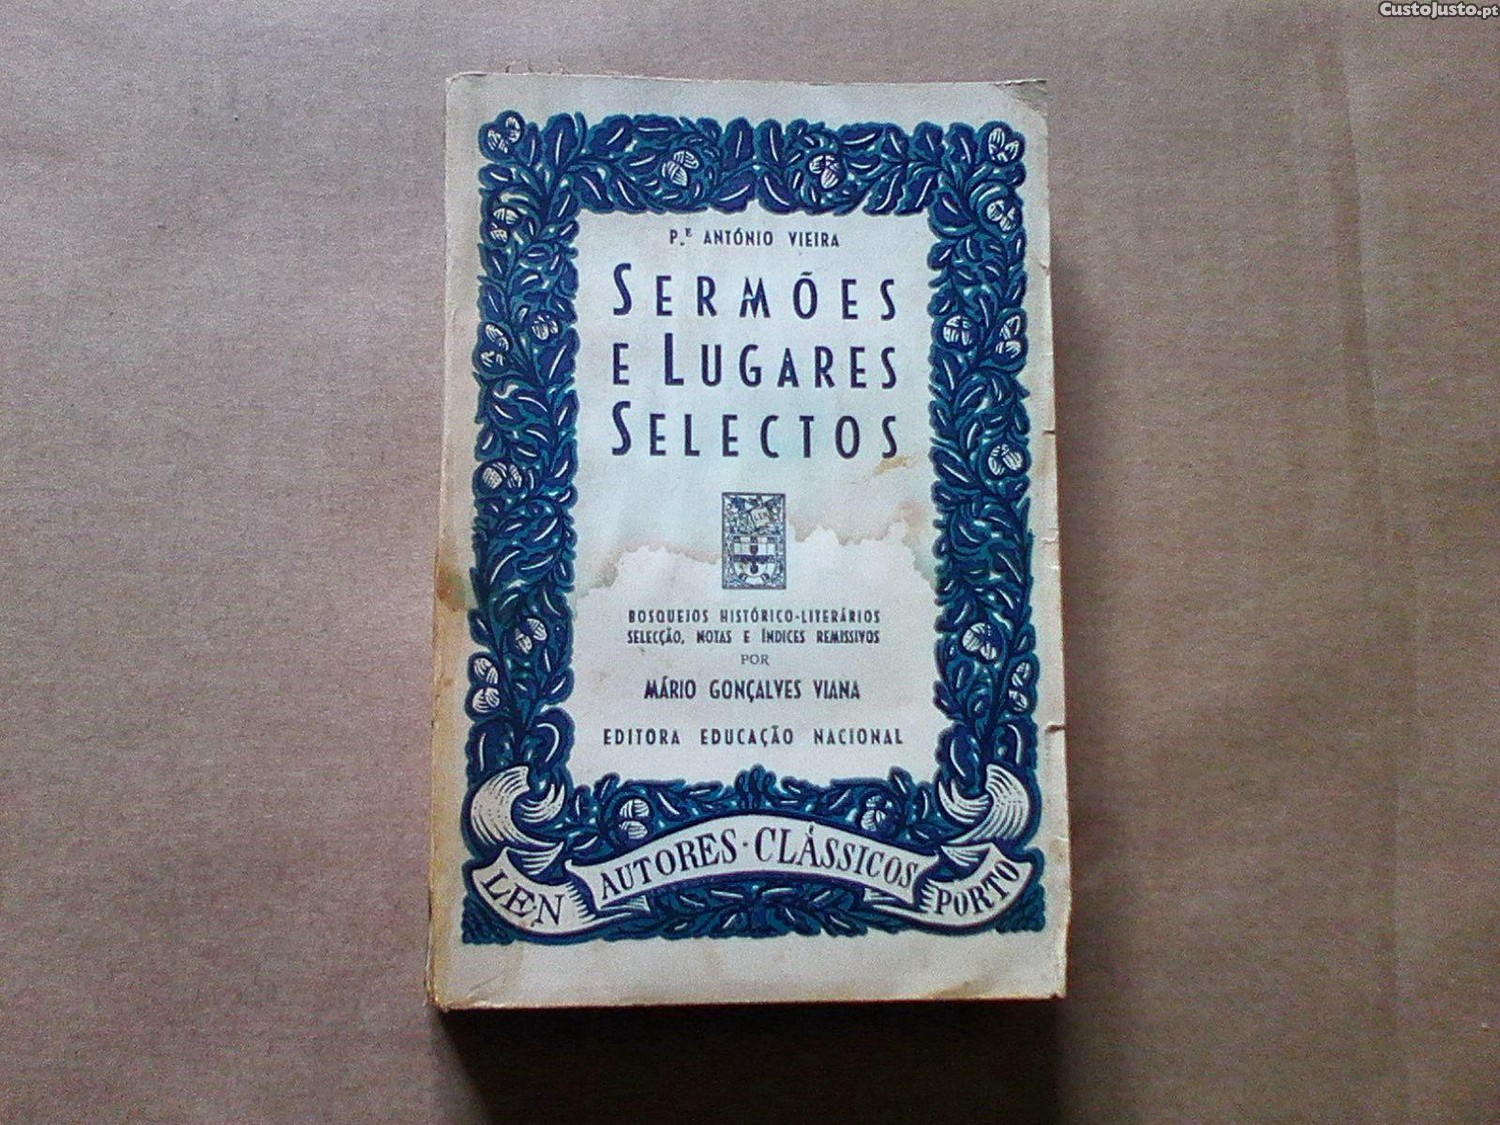 CustoJusto.pt
P.E ANTÓNIO VIEIRA
SERMÕES
E LUGARES
SELECTOS
BOSQUEJOS HISTÓRICO-LITERÁRIOS
SELECÇÃO, NOTAS E ÍNDICES REMISSIVOS
POR
MÁRIO GONÇALVES VIANA
EDITORA EDUCAÇÃO NACIONAL
LEN AUTORES·CLÁSSICOS PORTO